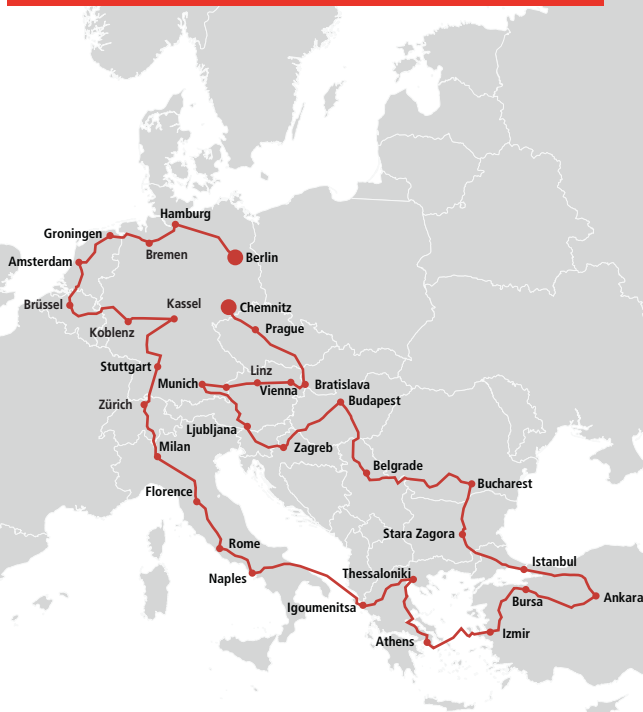 Hamburg
Groningen
Bremen
Amsterdam
Berlin
Brüssel
Kassel
Chemnitz
Koblenz
Prague
Stuttgart
Linz
Munich
Vienna
Bratislava
Zürich
Budapest
Ljubljana
Milan
Zagreb
Belgrade
Florence
Bucharest
Stara Zagora
Rome
Istanbul
Naples
Thessaloniki
Ankara
Bursa
Igoumenitsa
Izmir
Athens